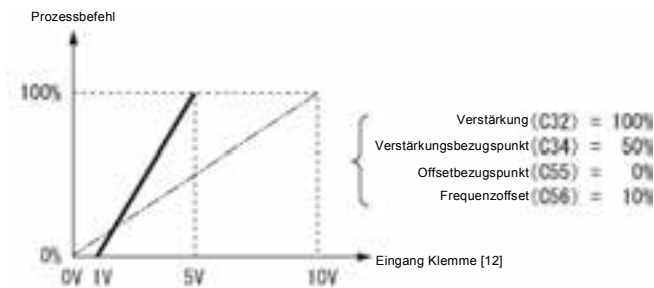 Prozessbefehl
100%
Verstärkung (C32) = 100%
Verstärkungsbezugspunkt (C34) = 50%
Offsetbezugspunkt (C55) = 0%
Frequenzoffset (C56) = 10%
0%
Eingang Klemme [12]
0V 1V 5V 10V